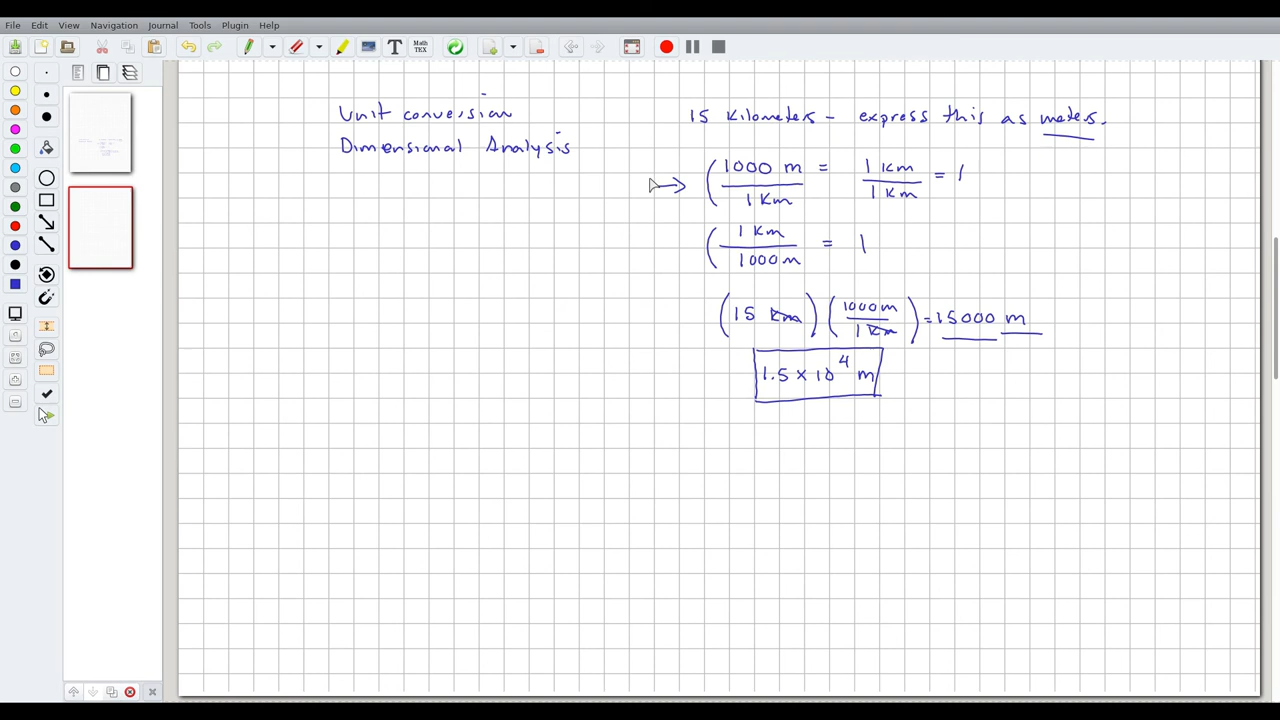 File Edit View Navigation Journal Tools Plugin Help
T Math TEX
Unit conversion
Dimensional Analysis
15 Kilometers - express this as meters.
→ ( 1000 m / 1 Km = 1 Km / 1 Km = 1
( 1 Km / 1000 m = 1
(15 Km) (1000 m / 1 Km) = 15000 m
1.5 × 10^4 m